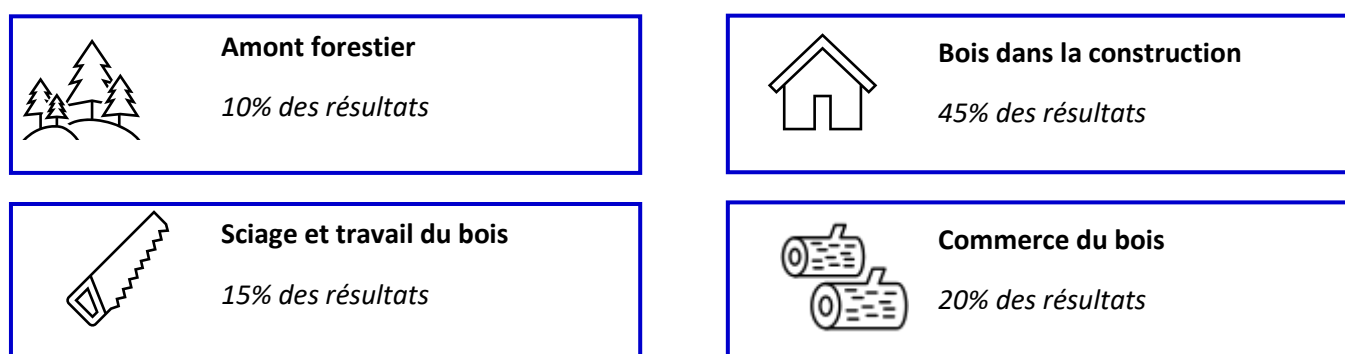 Amont forestier
10% des résultats
Bois dans la construction
45% des résultats
Sciage et travail du bois
15% des résultats
Commerce du bois
20% des résultats